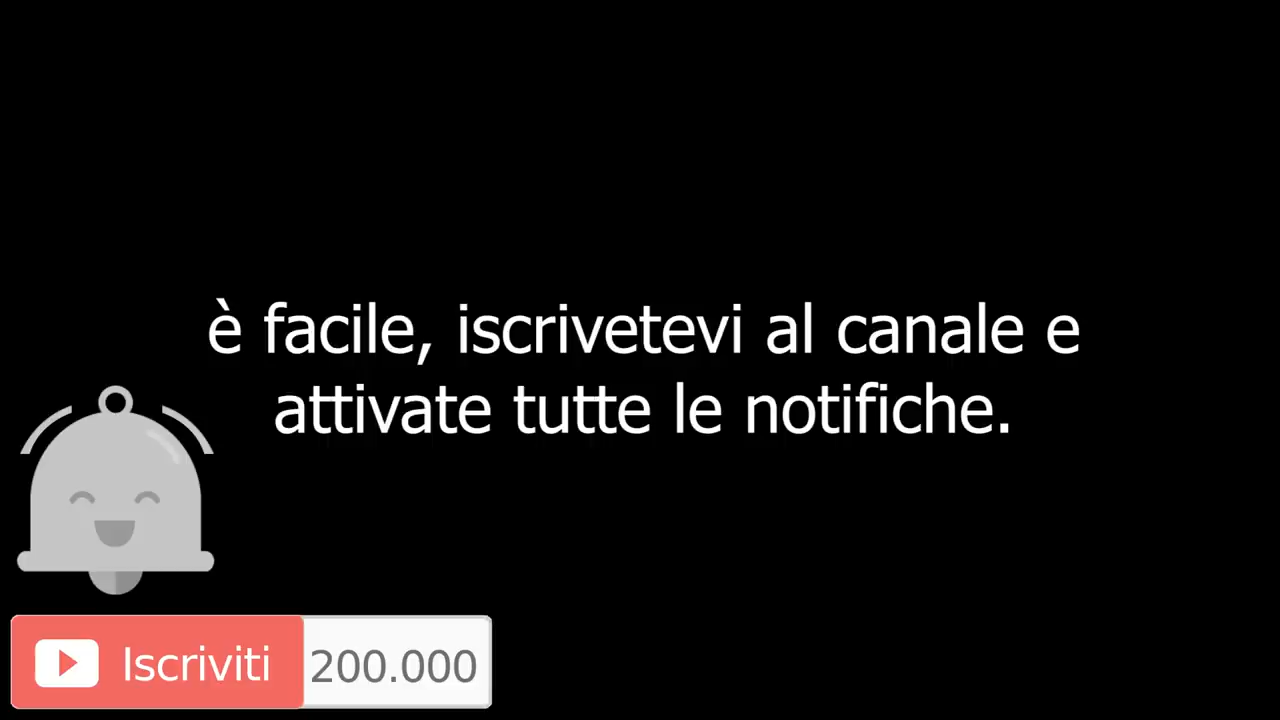 è facile, iscrivetevi al canale e
attivate tutte le notifiche.
Iscriviti 200.000